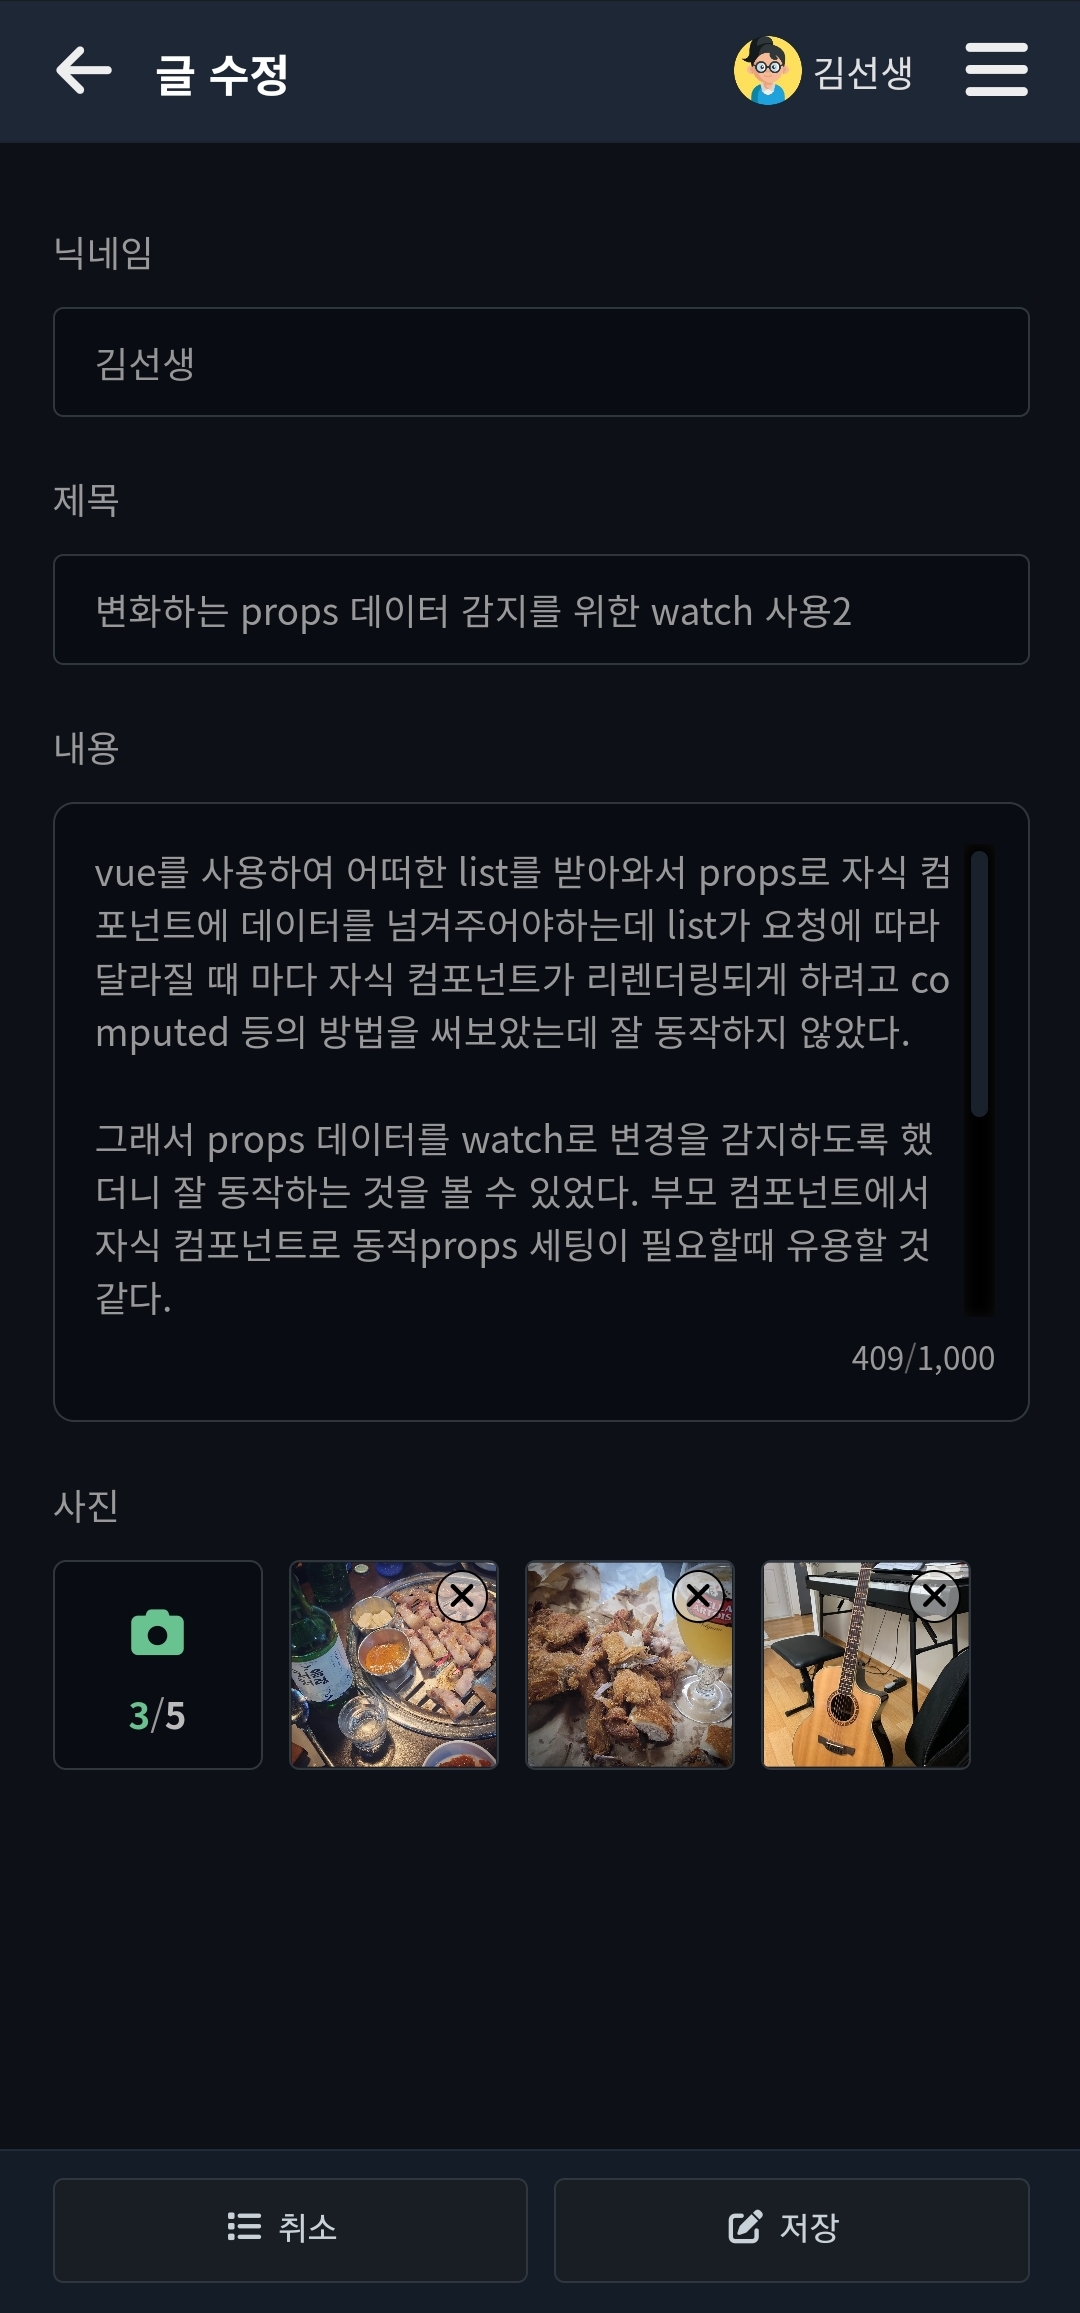 글 수정
김선생
닉네임
김선생
제목
변화하는 props 데이터 감지를 위한 watch 사용2
내용
vue를 사용하여 어떠한 list를 받아와서 props로 자식 컴
포넌트에 데이터를 넘겨주어야하는데 list가 요청에 따라
달라질 때 마다 자식 컴포넌트가 리렌더링되게 하려고 co
mputed 등의 방법을 써보았는데 잘 동작하지 않았다.
그래서 props 데이터를 watch로 변경을 감지하도록 했
더니 잘 동작하는 것을 볼 수 있었다. 부모 컴포넌트에서
자식 컴포넌트로 동적props 세팅이 필요할때 유용할 것
같다.
409/1,000
사진
3/5
취소
저장